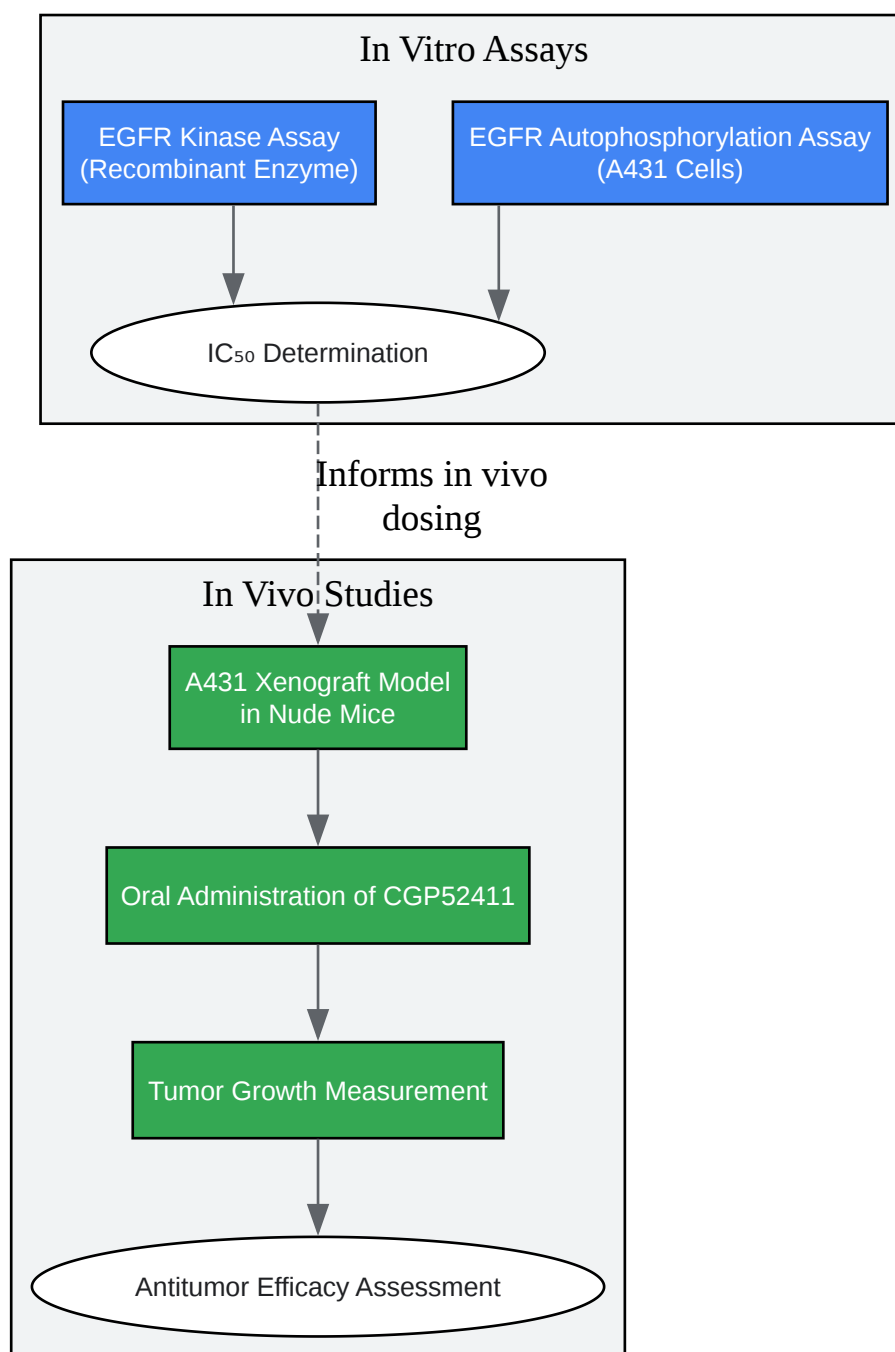 In Vitro Assays
EGFR Kinase Assay
(Recombinant Enzyme)
EGFR Autophosphorylation Assay
(A431 Cells)
IC₅₀ Determination
Informs in vivo
dosing
In Vivo Studies
A431 Xenograft Model
in Nude Mice
Oral Administration of CGP52411
Tumor Growth Measurement
Antitumor Efficacy Assessment